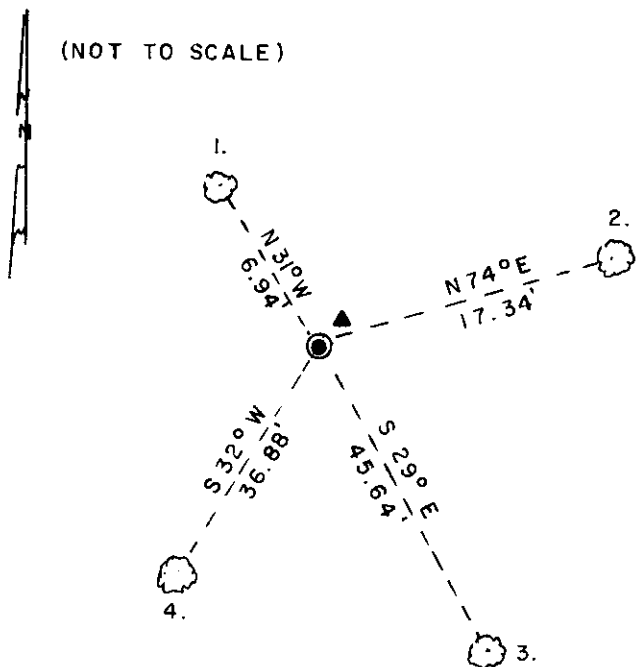 (NOT TO SCALE)
N
1.
2.
N 31° W
6.94'
N 74° E
17.34'
S 32° W
36.88'
S 29° E
45.64'
4.
3.